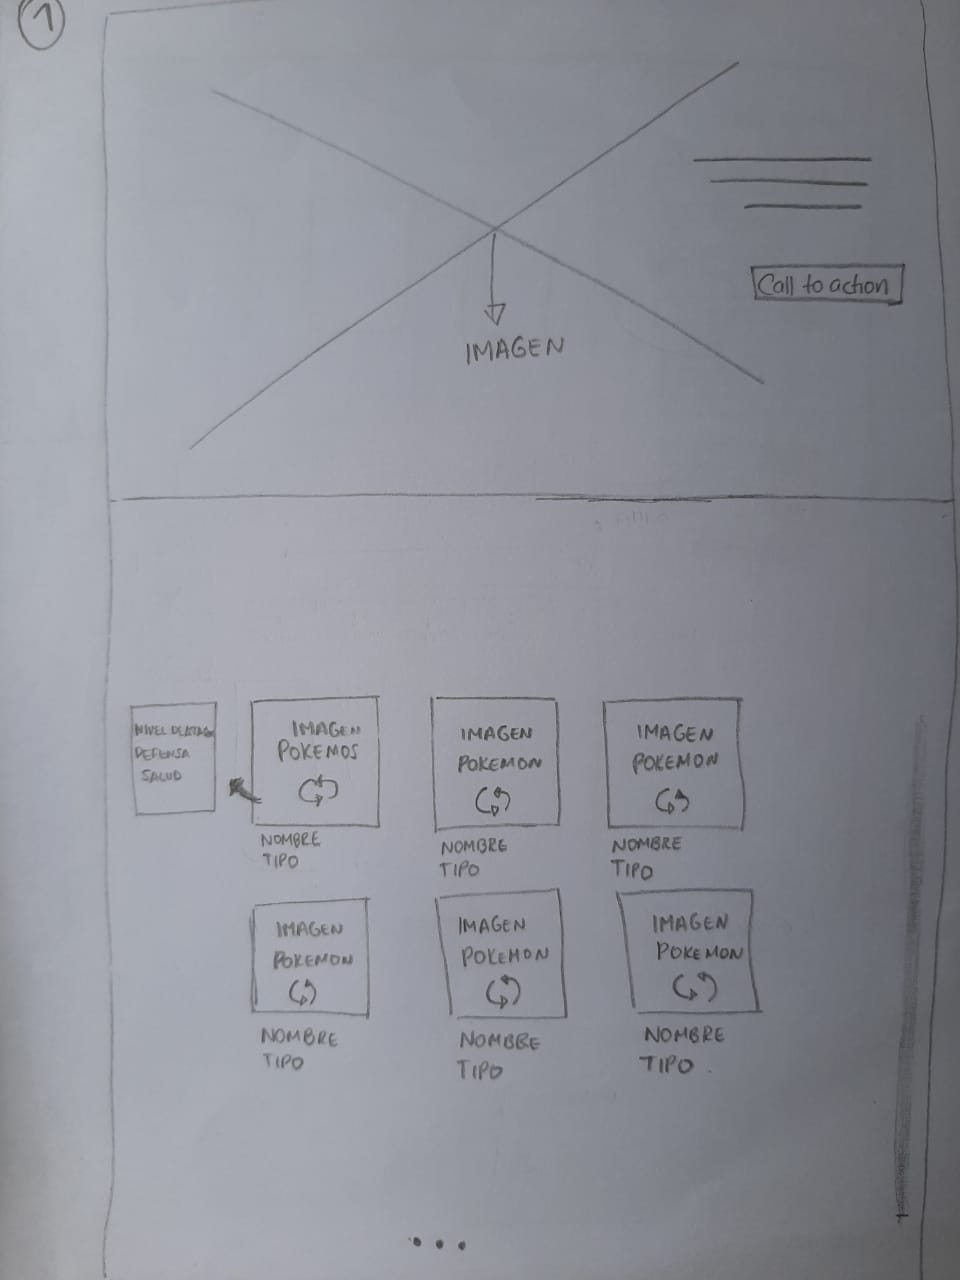 1
Call to action
IMAGEN
NIVEL DE ATAQUE
DEFENSA
SALUD
IMAGEN
POKEMOS
NOMBRE
TIPO
IMAGEN
POKEMON
NOMBRE
TIPO
IMAGEN
POKEMON
NOMBRE
TIPO
IMAGEN
POKEMON
NOMBRE
TIPO
IMAGEN
POKEMON
NOMBRE
TIPO
IMAGEN
POKEMON
NOMBRE
TIPO
...